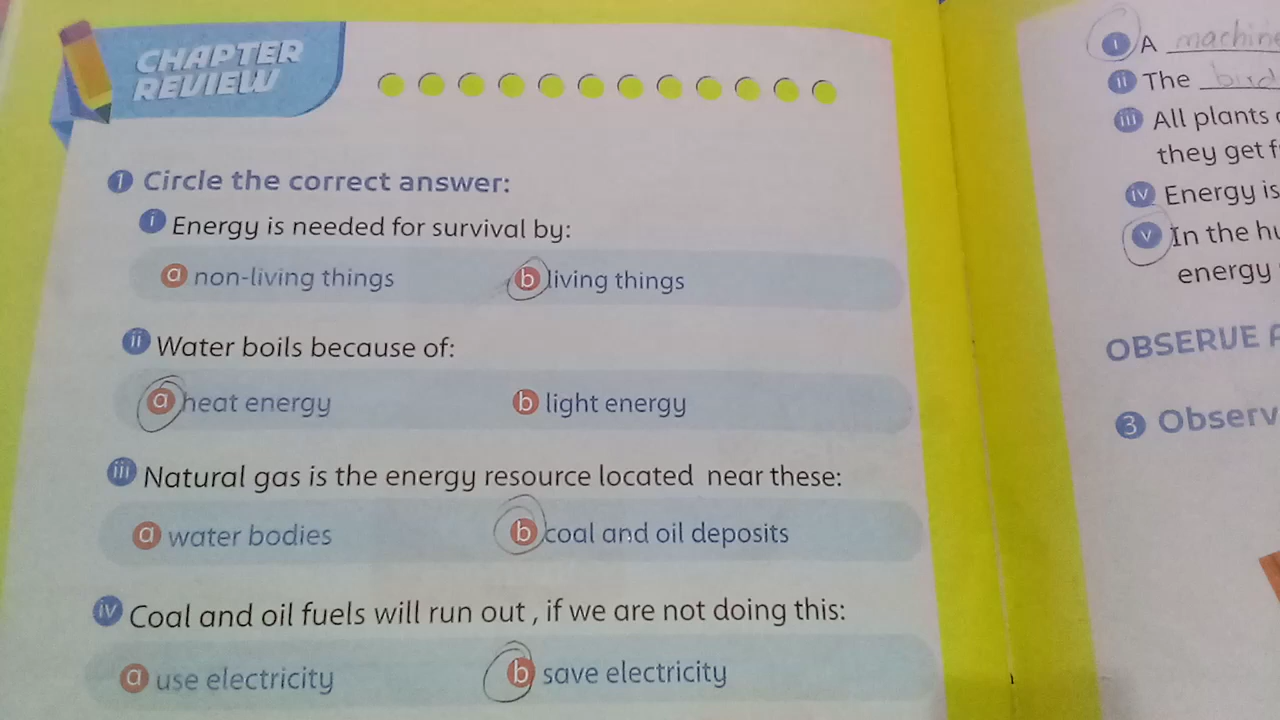 CHAPTER
REVIEW
1 Circle the correct answer:
i Energy is needed for survival by:
a non-living things b living things
ii Water boils because of:
a heat energy b light energy
iii Natural gas is the energy resource located near these:
a water bodies b coal and oil deposits
iv Coal and oil fuels will run out , if we are not doing this:
a use electricity b save electricity
i A machine
ii The bird
iii All plants
they get
iv Energy is
v In the
energy
OBSERVE
3 Observ